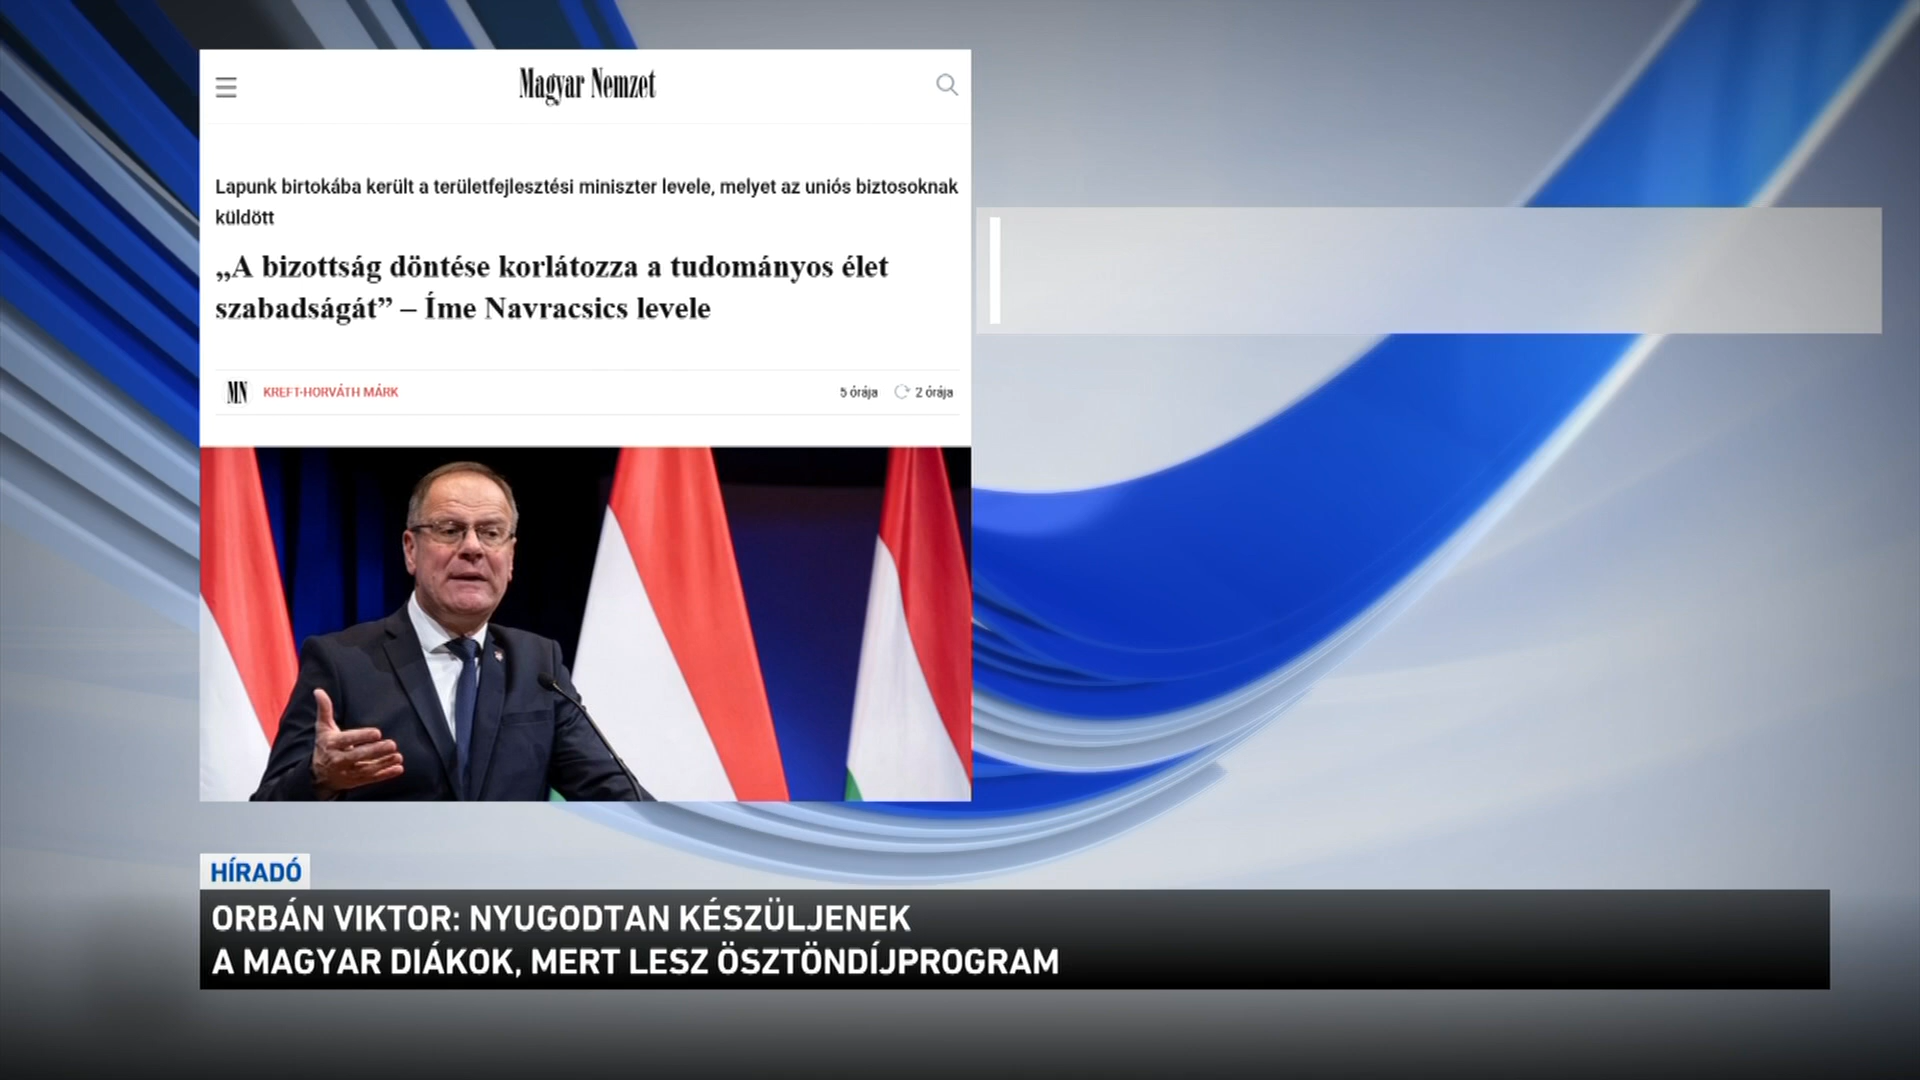 Magyar Nemzet
Lapunk birtokába került a területfejlesztési miniszter levele, melyet az uniós biztosoknak
küldött
„A bizottság döntése korlátozza a tudományos élet
szabadságát” – Íme Navracsics levele
MN KREFT-HORVÁTH MÁRK 5 órája 2 órája
HÍRADÓ
ORBÁN VIKTOR: NYUGODTAN KÉSZÜLJENEK
A MAGYAR DIÁKOK, MERT LESZ ÖSZTÖNDÍJPROGRAM